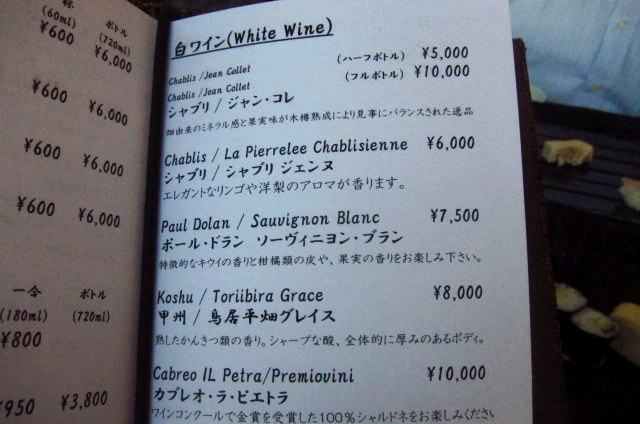 杯
(60ml)
ボトル
(720ml)
¥600
¥6,000
¥600
¥6,000
¥600
¥6,000
¥600
¥6,000
一合
(180ml)
ボトル
(720ml)
¥800
¥950
¥3,800
白ワイン(White Wine)
Chablis /Jean Collet (ハーフボトル) ¥5,000
Chablis /Jean Collet (フルボトル) ¥10,000
シャブリ / ジャン・コレ
畑由来のミネラル感と果実味が木樽熟成により見事にバランスされた逸品
Chablis / La Pierrelee Chablisienne ¥6,000
シャブリ / シャブリ ジェンヌ
エレガントなリンゴや洋梨のアロマが香ります。
Paul Dolan / Sauvignon Blanc ¥7,500
ポール・ドラン ソーヴィニヨン・ブラン
特徴的なキウイの香りと柑橘類の皮や、果実の香りをお楽しみ下さい。
Koshu / Toriibira Grace ¥8,000
甲州 / 鳥居平畑グレイス
熟したかんきつ類の香り。シャープな酸、全体的に厚みのあるボディ。
Cabreo IL Petra/Premiovini ¥10,000
カブレオ・ラ・ピエトラ
ワインコンクールで金賞を受賞した100%シャルドネをお楽しみください